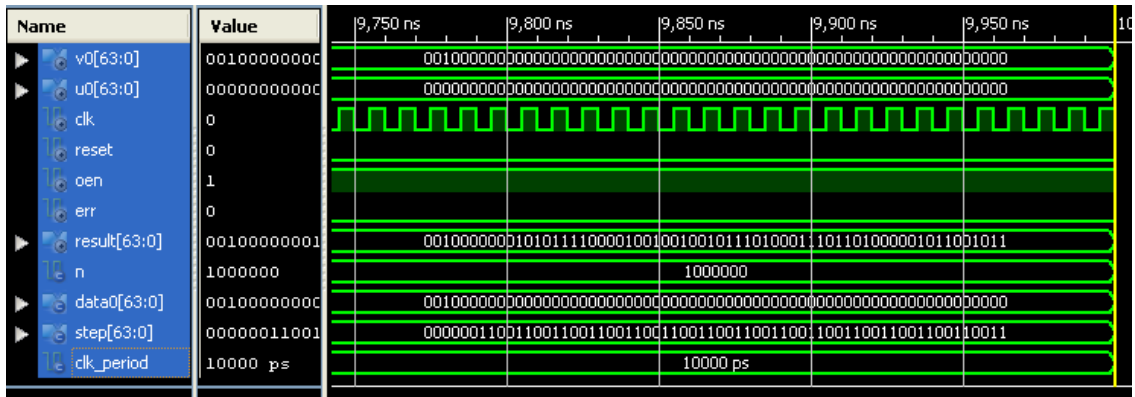 Name Value 9,750 ns 9,800 ns 9,850 ns 9,900 ns 9,950 ns 10
v0[63:0] 00100000000 0010000000000000000000000000000000000000000000000000000000000000
u0[63:0] 00000000000 0000000000000000000000000000000000000000000000000000000000000000
clk 0
reset 0
oen 1
err 0
result[63:0] 00100000001
n 1000000 1000000
data0[63:0] 00100000000 0010000000000000000000000000000000000000000000000000000000000000
step[63:0] 00000011001 0000001100110011001100110011001100110011001100110011001100110011
clk_period 10000 ps 10000 ps